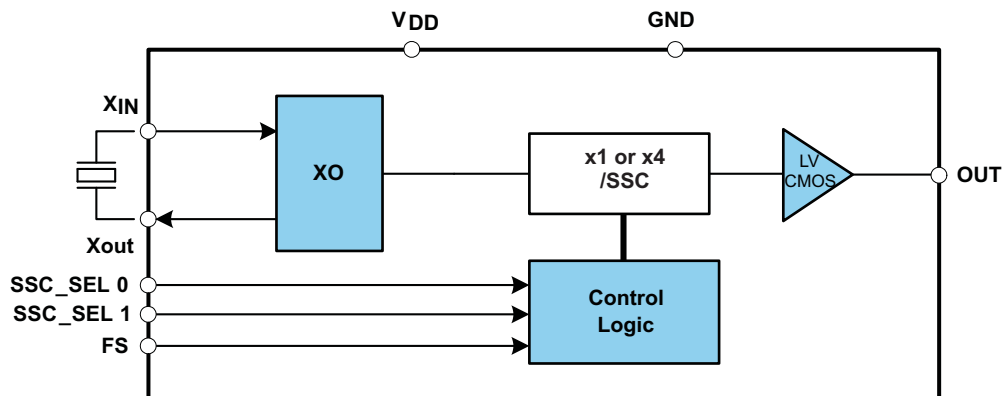 VDD
GND
XIN
XO
x1 or x4
/SSC
LV
CMOS
OUT
Xout
SSC_SEL 0
SSC_SEL 1
FS
Control
Logic